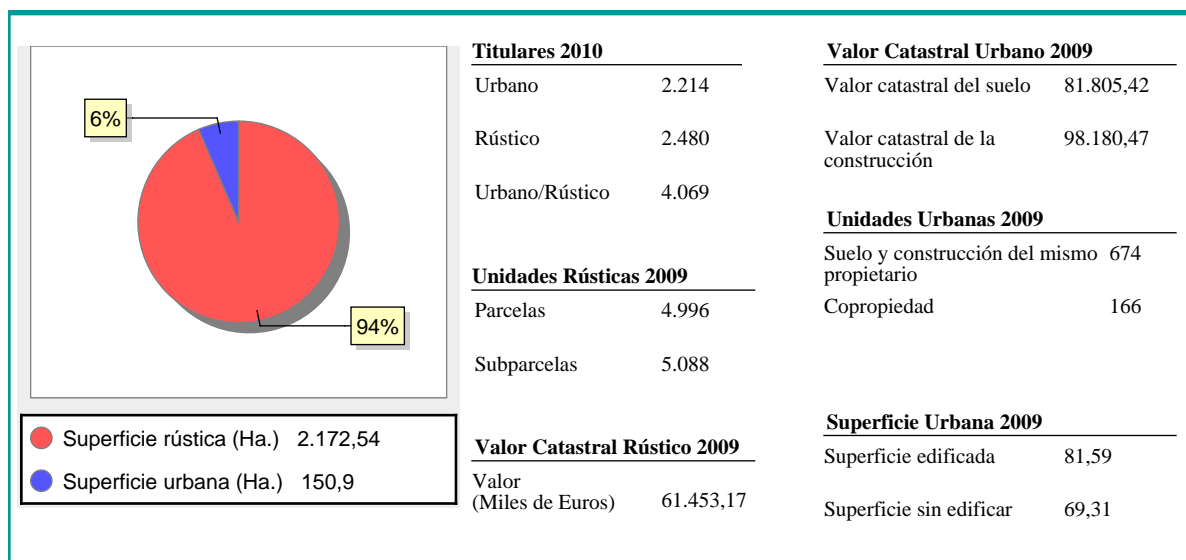 6%
94%
Superficie rústica (Ha.) 2.172,54
Superficie urbana (Ha.) 150,9
Titulares 2010
Urbano 2.214
Rústico 2.480
Urbano/Rústico 4.069
Unidades Rústicas 2009
Parcelas 4.996
Subparcelas 5.088
Valor Catastral Rústico 2009
Valor
(Miles de Euros) 61.453,17
Valor Catastral Urbano 2009
Valor catastral del suelo 81.805,42
Valor catastral de la 98.180,47
construcción
Unidades Urbanas 2009
Suelo y construcción del mismo 674
propietario
Copropiedad 166
Superficie Urbana 2009
Superficie edificada 81,59
Superficie sin edificar 69,31